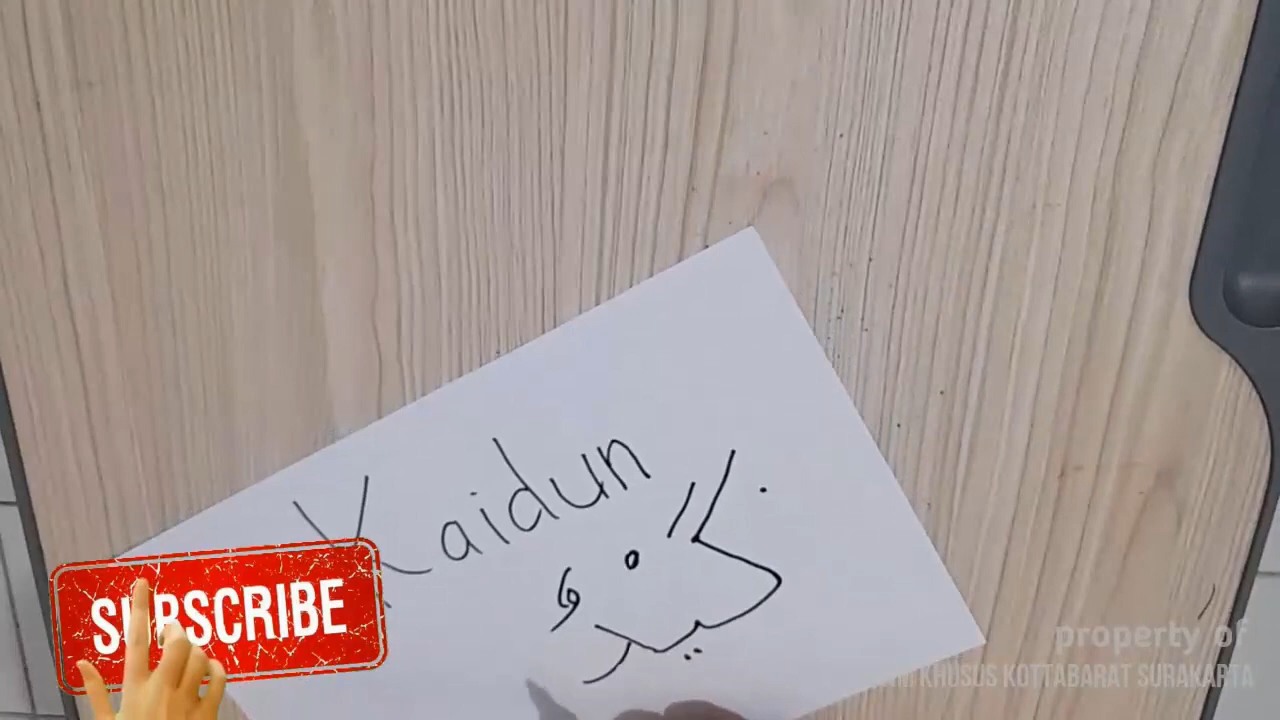 Kaidun
كَيْدٌ
SUBSCRIBE
property of
KHUSUS KOTTABARAT SURAKARTA